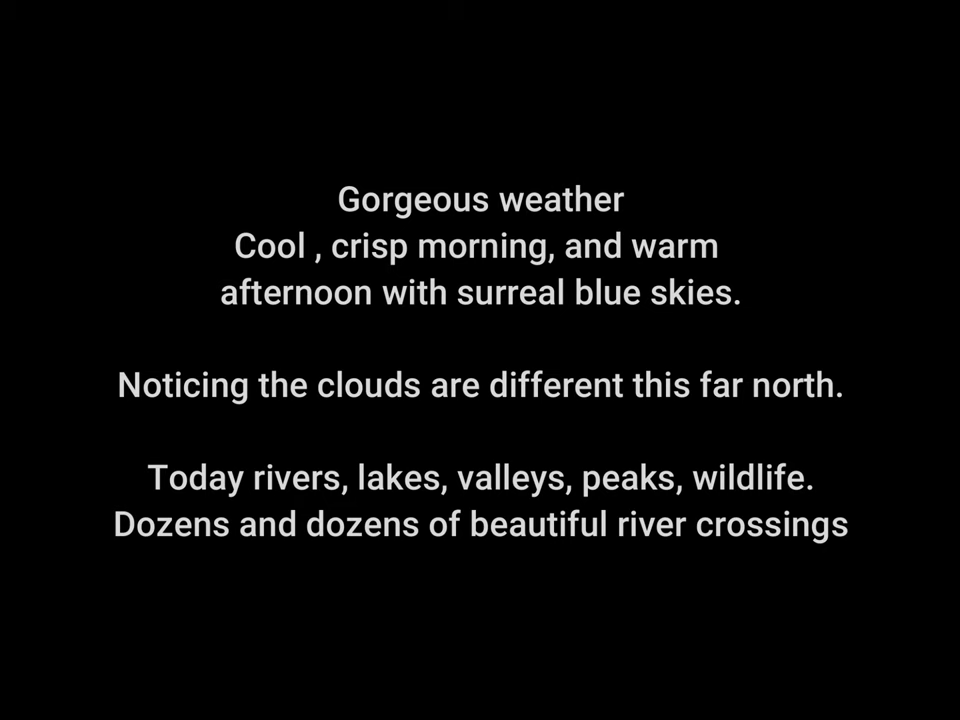 Gorgeous weather
Cool , crisp morning, and warm
afternoon with surreal blue skies.
Noticing the clouds are different this far north.
Today rivers, lakes, valleys, peaks, wildlife.
Dozens and dozens of beautiful river crossings